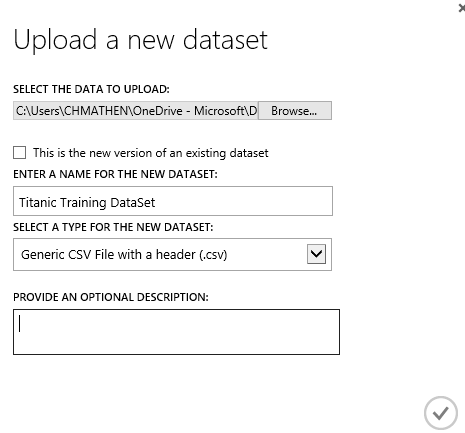 Upload a new dataset
SELECT THE DATA TO UPLOAD:
C:\Users\CHMATHEN\OneDrive - Microsoft\D Browse...
This is the new version of an existing dataset
ENTER A NAME FOR THE NEW DATASET:
Titanic Training DataSet
SELECT A TYPE FOR THE NEW DATASET:
Generic CSV File with a header (.csv)
PROVIDE AN OPTIONAL DESCRIPTION: